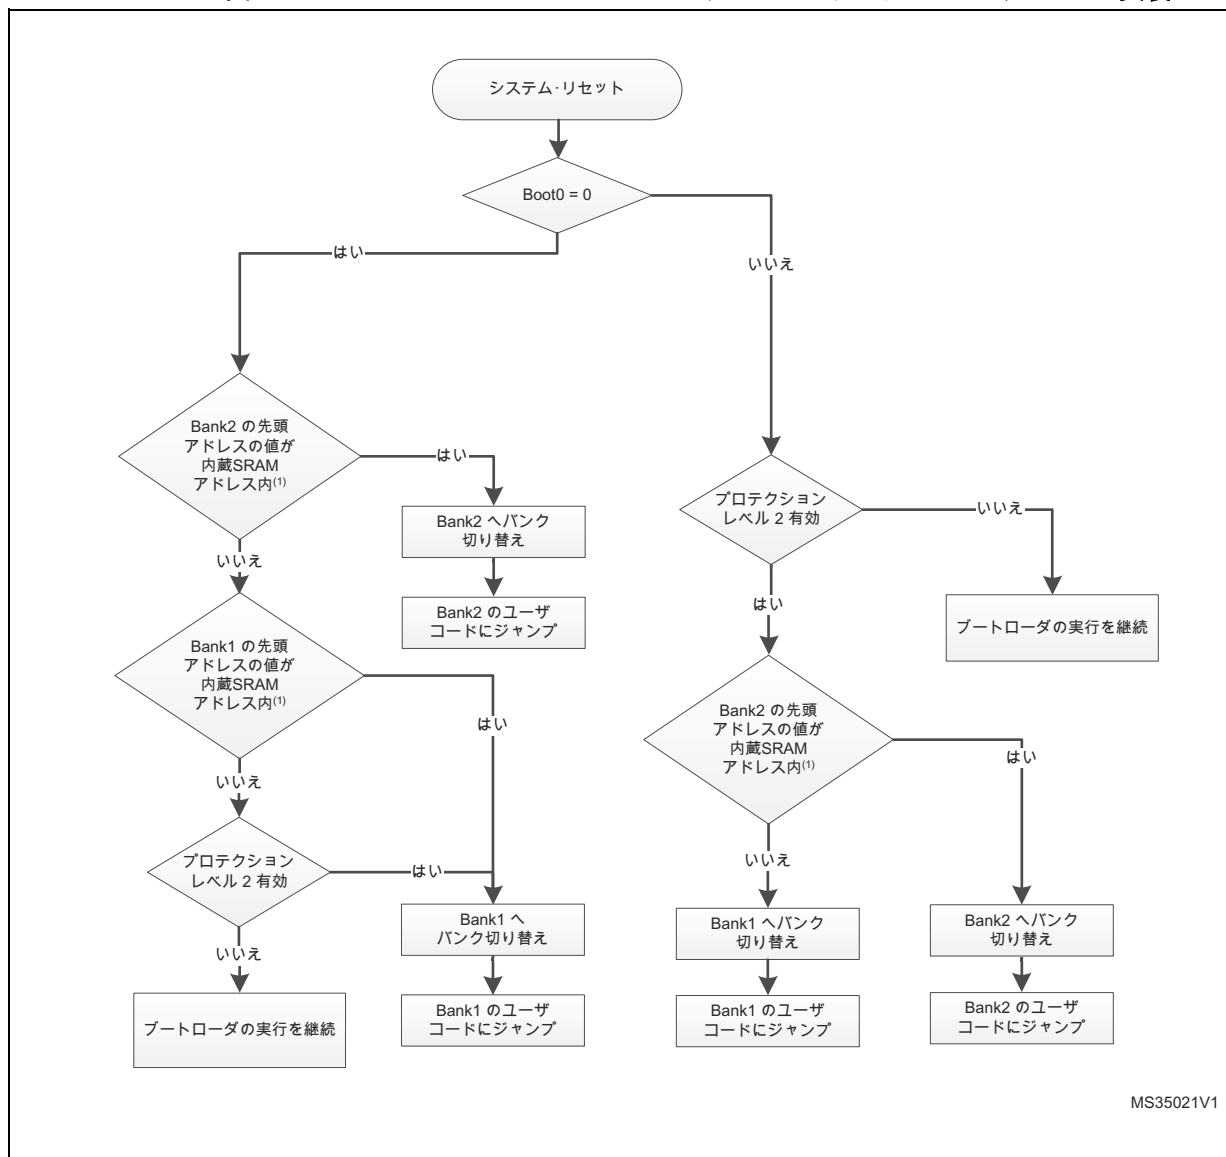 システム・リセット
Boot0 = 0
はい
いいえ
Bank2 の先頭
アドレスの値が
内蔵SRAM
アドレス内(1)
はい
Bank2 へバンク
切り替え
Bank2 のユーザ
コードにジャンプ
いいえ
Bank1 の先頭
アドレスの値が
内蔵SRAM
アドレス内(1)
はい
いいえ
プロテクション
レベル 2 有効
はい
Bank1 へ
バンク切り替え
Bank1 のユーザ
コードにジャンプ
いいえ
ブートローダの実行を継続
プロテクション
レベル 2 有効
いいえ
ブートローダの実行を継続
はい
Bank2 の先頭
アドレスの値が
内蔵SRAM
アドレス内(1)
はい
いいえ
Bank1 へバンク
切り替え
Bank1 のユーザ
コードにジャンプ
Bank2 へバンク
切り替え
Bank2 のユーザ
コードにジャンプ
MS35021V1